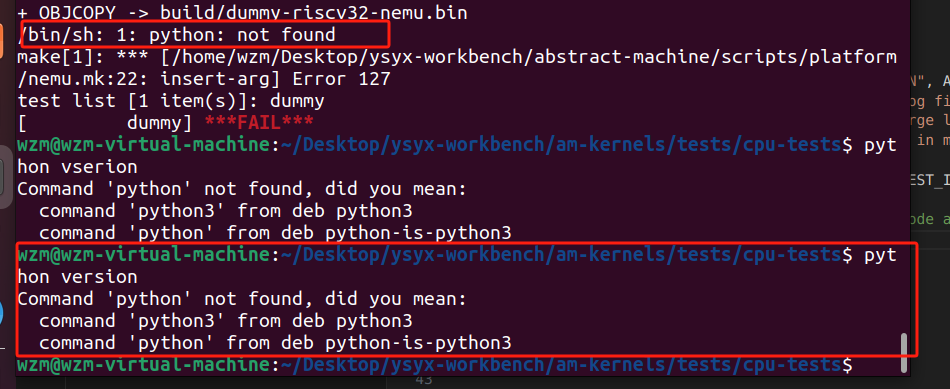 + OBJCOPY -> build/dummy-riscv32-nemu.bin
/bin/sh: 1: python: not found
make[1]: *** [/home/wzm/Desktop/ysyx-workbench/abstract-machine/scripts/platform
/nemu.mk:22: insert-arg] Error 127
test list [1 item(s)]: dummy
[         dummy] ***FAIL***
wzm@wzm-virtual-machine:~/Desktop/ysyx-workbench/am-kernels/tests/cpu-tests$ pyt
hon vserion
Command 'python' not found, did you mean:
  command 'python3' from deb python3
  command 'python' from deb python-is-python3
wzm@wzm-virtual-machine:~/Desktop/ysyx-workbench/am-kernels/tests/cpu-tests$ pyt
hon version
Command 'python' not found, did you mean:
  command 'python3' from deb python3
  command 'python' from deb python-is-python3
wzm@wzm-virtual-machine:~/Desktop/ysyx-workbench/am-kernels/tests/cpu-tests$
N", A
og fi
rge l
in m
EST_I
ode a
43